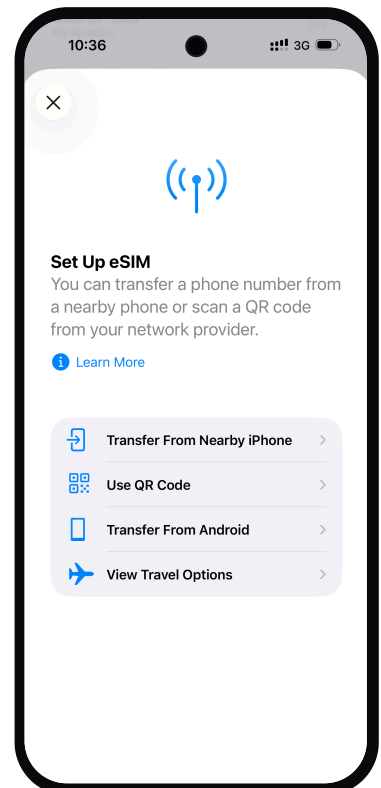 10:36
3G
Set Up eSIM
You can transfer a phone number from
a nearby phone or scan a QR code
from your network provider.
Learn More
Transfer From Nearby iPhone
Use QR Code
Transfer From Android
View Travel Options